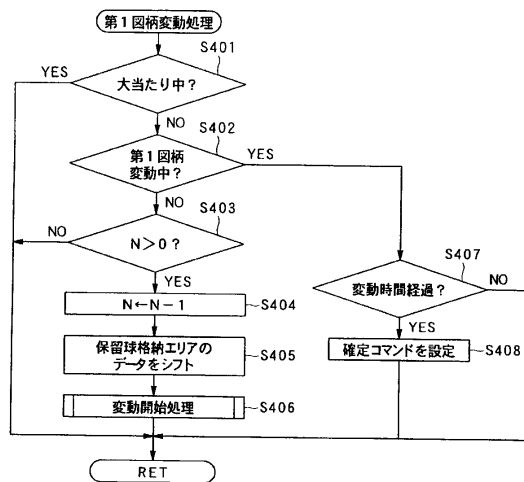 第1図柄変動処理
S401
YES
大当たり中?
NO
S402
第1図柄
変動中?
YES
NO
S403
NO
N>0?
S407
YES
変動時間経過?
NO
N←N-1
S404
YES
保留球格納エリアの
データをシフト
S405
確定コマンドを設定
S408
変動開始処理
S406
RET